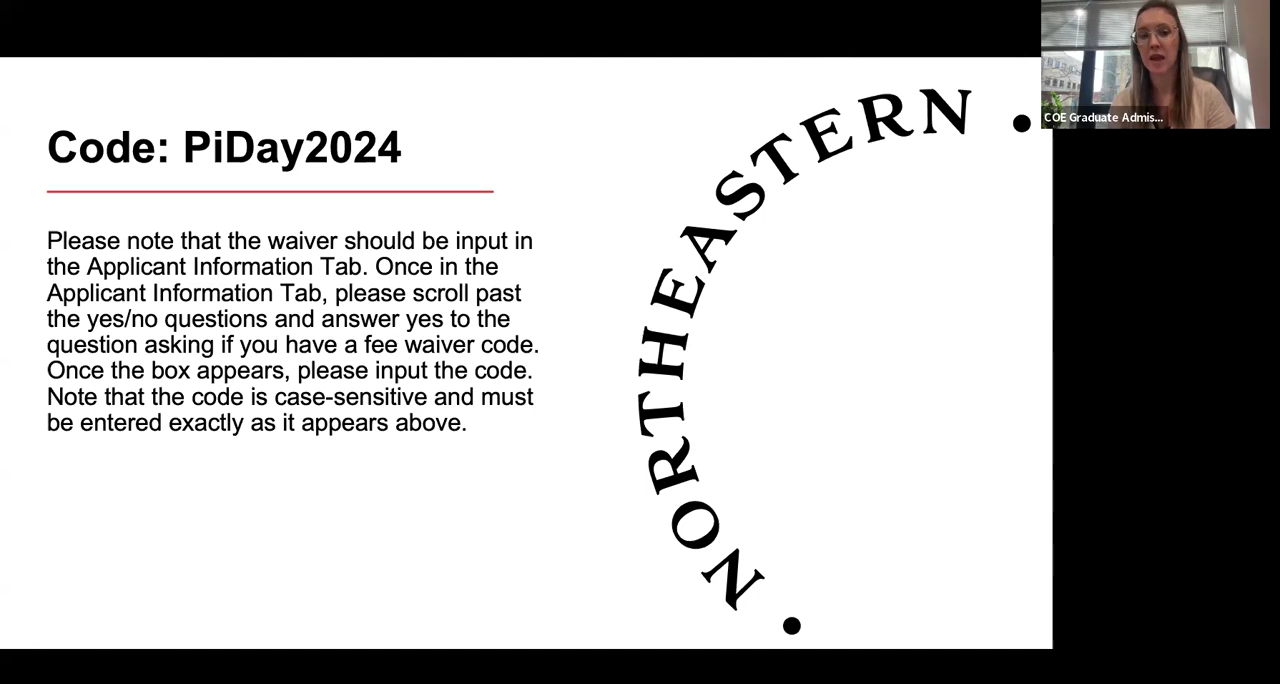 Code: PiDay2024
Please note that the waiver should be input in
the Applicant Information Tab. Once in the
Applicant Information Tab, please scroll past
the yes/no questions and answer yes to the
question asking if you have a fee waiver code.
Once the box appears, please input the code.
Note that the code is case-sensitive and must
be entered exactly as it appears above.
NORTHEASTERN
COE Graduate Admis...